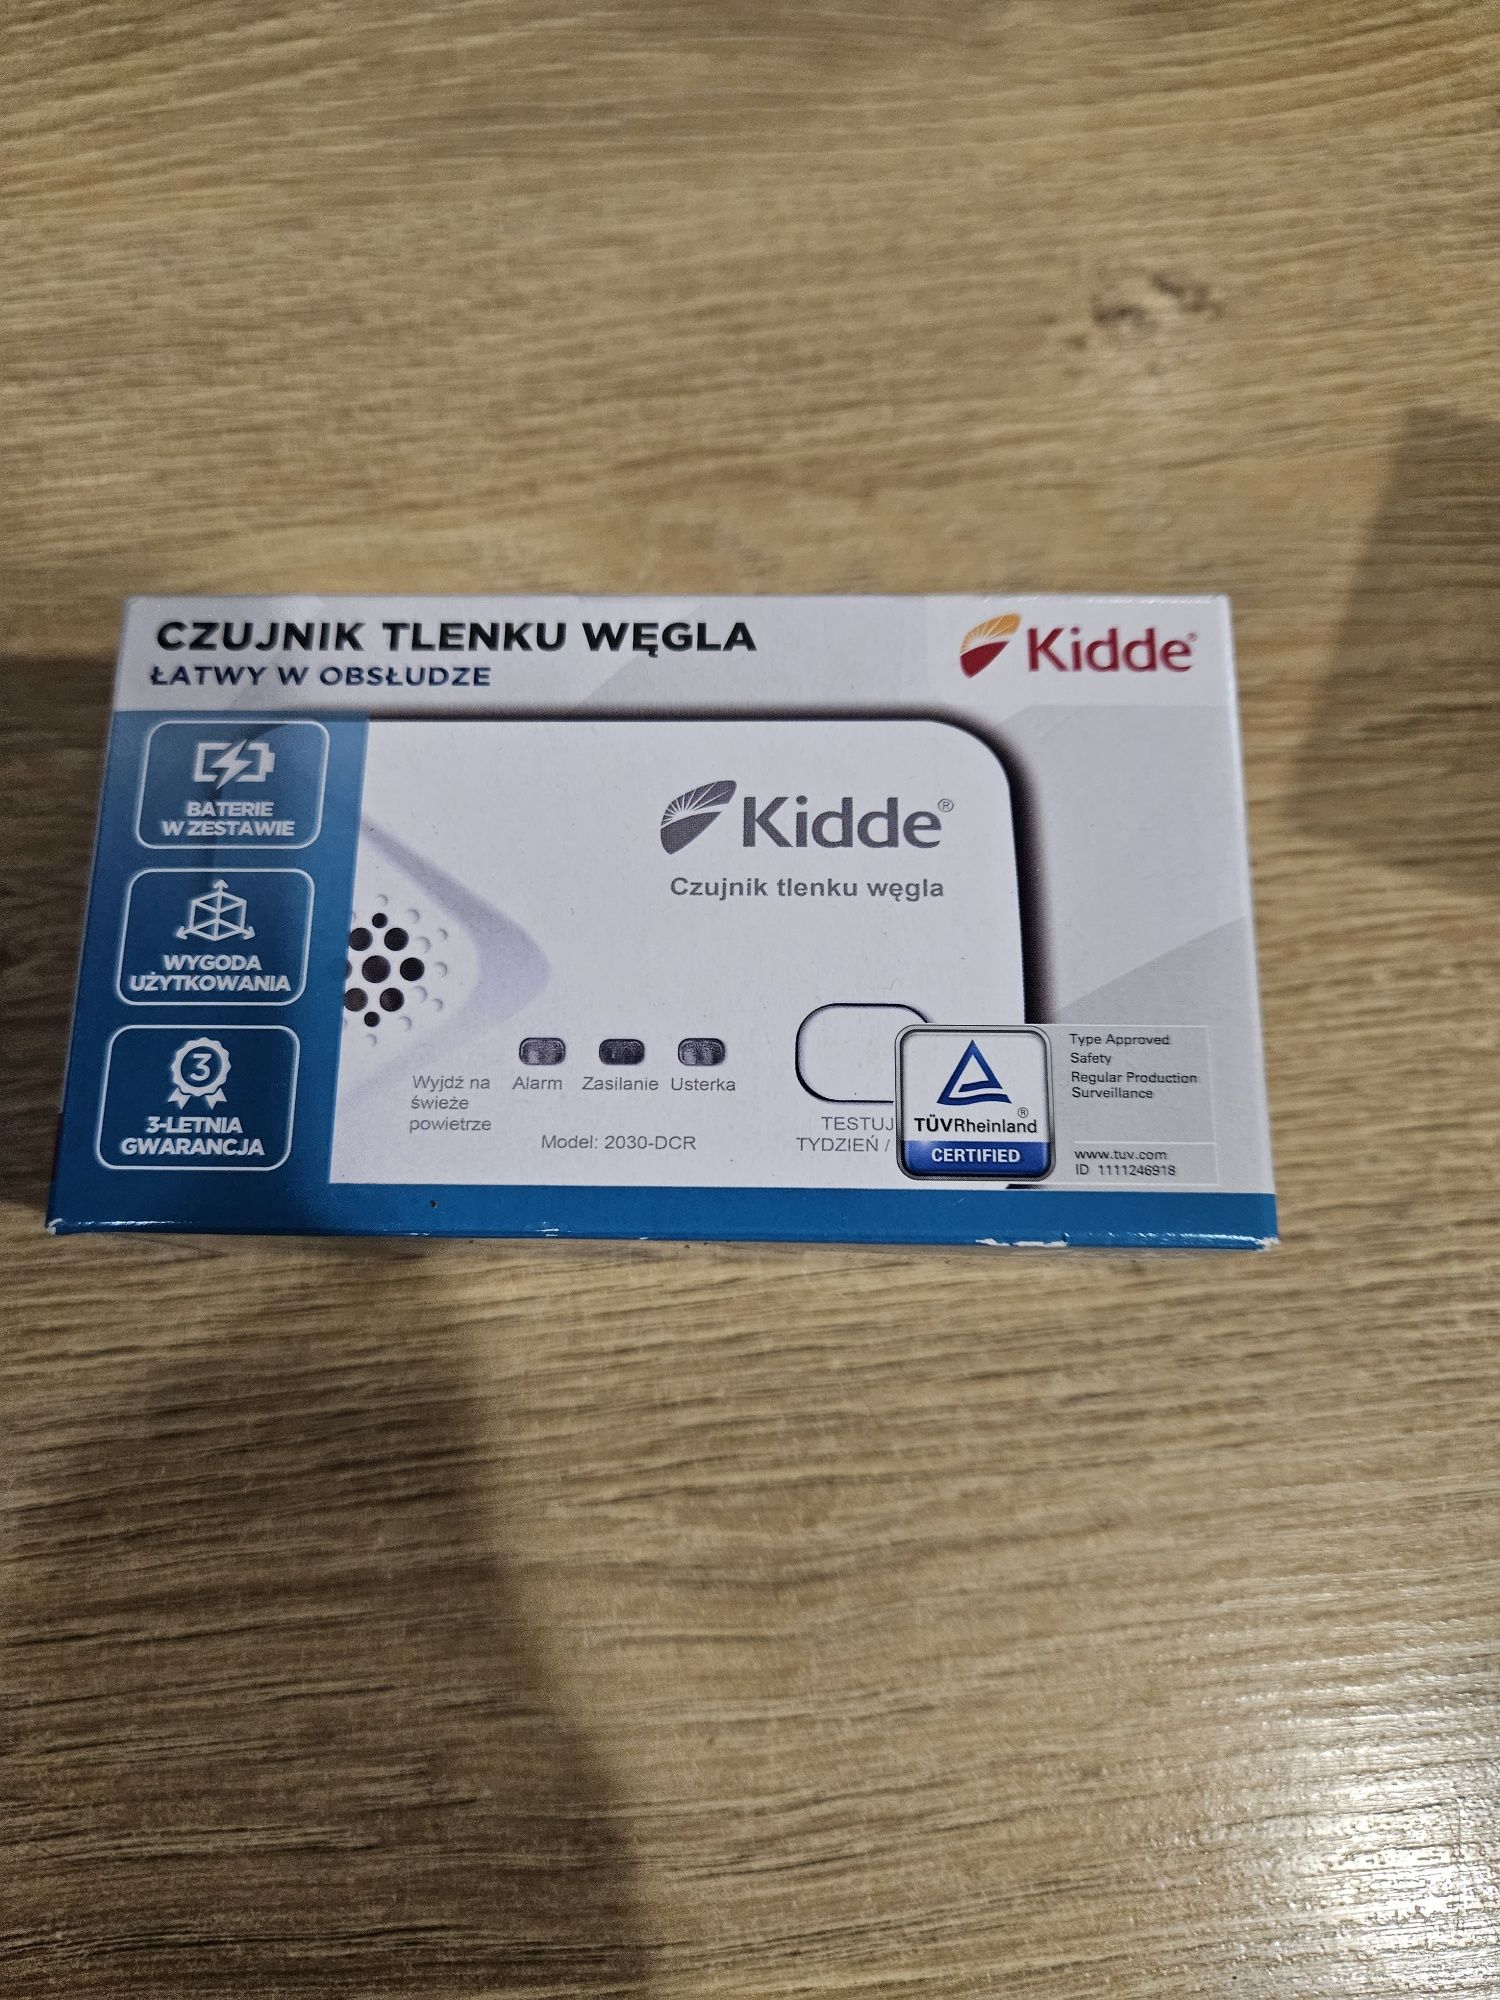 CZUJNIK TLENKU WĘGLA
ŁATWY W OBSŁUDZE
Kidde®
BATERIE
W ZESTAWIE
WYGODA
UŻYTKOWANIA
3
3-LETNIA
GWARANCJA
Kidde®
Czujnik tlenku węgla
Wyjdź na
świeże
powietrze
Alarm Zasilanie Usterka
Model: 2030-DCR
TESTUJ
TYDZIEŃ /
TÜVRheinland®
CERTIFIED
Type Approved
Safety
Regular Production
Surveillance
www.tuv.com
ID 1111246918